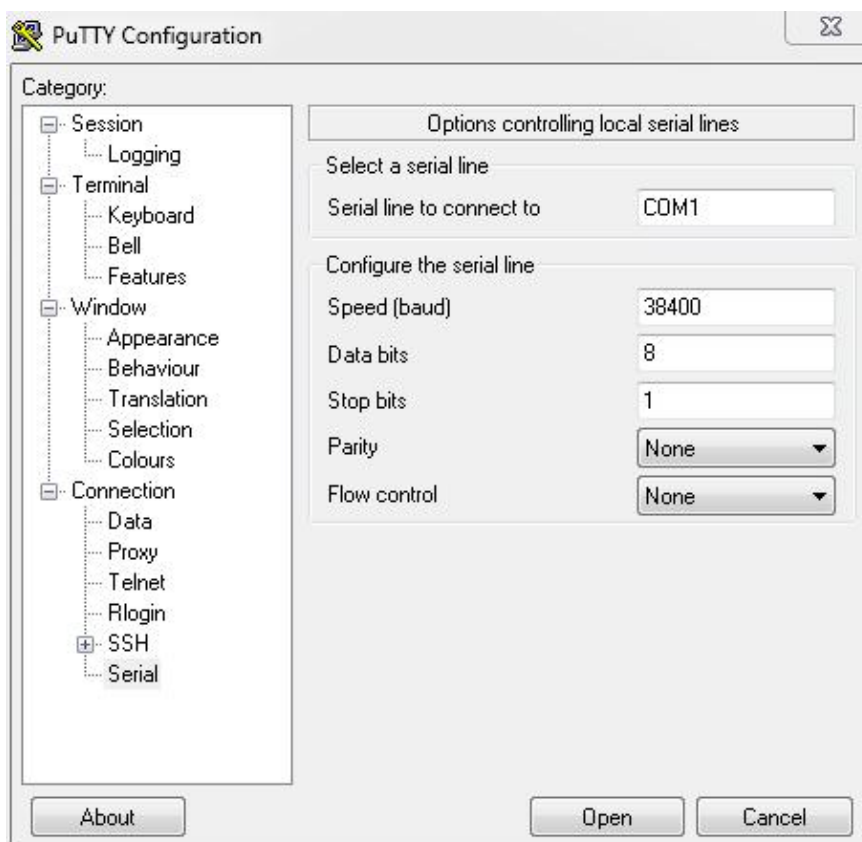 PuTTY Configuration
Category:
Session
Logging
Terminal
Keyboard
Bell
Features
Window
Appearance
Behaviour
Translation
Selection
Colours
Connection
Data
Proxy
Telnet
Rlogin
SSH
Serial
Options controlling local serial lines
Select a serial line
Serial line to connect to COM1
Configure the serial line
Speed (baud) 38400
Data bits 8
Stop bits 1
Parity None
Flow control None
About Open Cancel